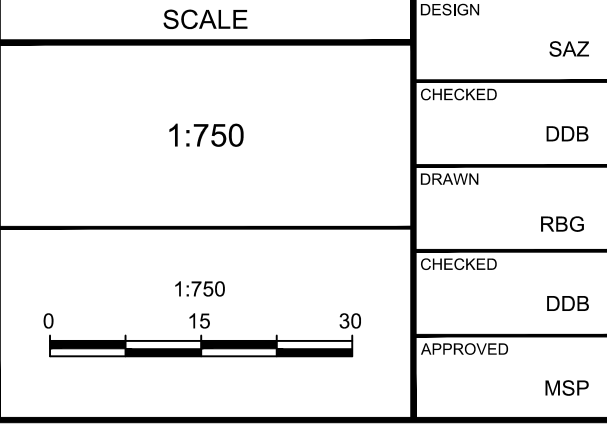 SCALE
1:750
1:750
0 15 30
DESIGN
SAZ
CHECKED
DDB
DRAWN
RBG
CHECKED
DDB
APPROVED
MSP